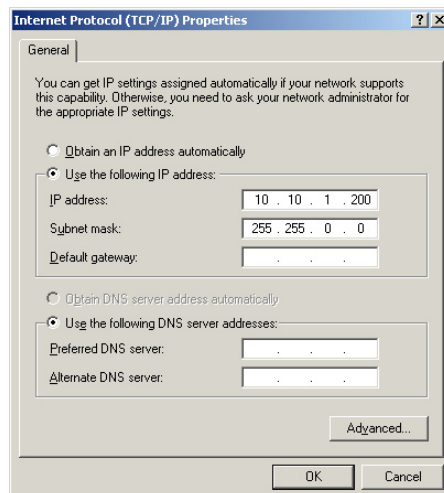 Internet Protocol (TCP/IP) Properties
General
You can get IP settings assigned automatically if your network supports
this capability. Otherwise, you need to ask your network administrator for
the appropriate IP settings.
Obtain an IP address automatically
Use the following IP address:
IP address: 10 . 10 . 1 . 200
Subnet mask: 255 . 255 . 0 . 0
Default gateway: . . .
Obtain DNS server address automatically
Use the following DNS server addresses:
Preferred DNS server: . . .
Alternate DNS server: . . .
Advanced...
OK Cancel